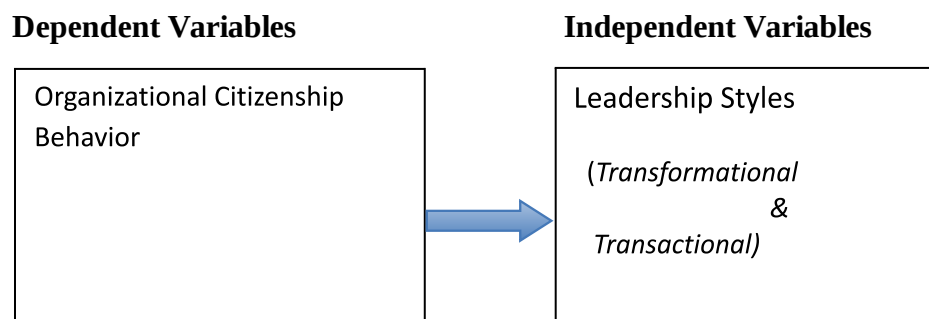 Dependent Variables
Independent Variables
Organizational Citizenship
Behavior
Leadership Styles
(Transformational
&
Transactional)